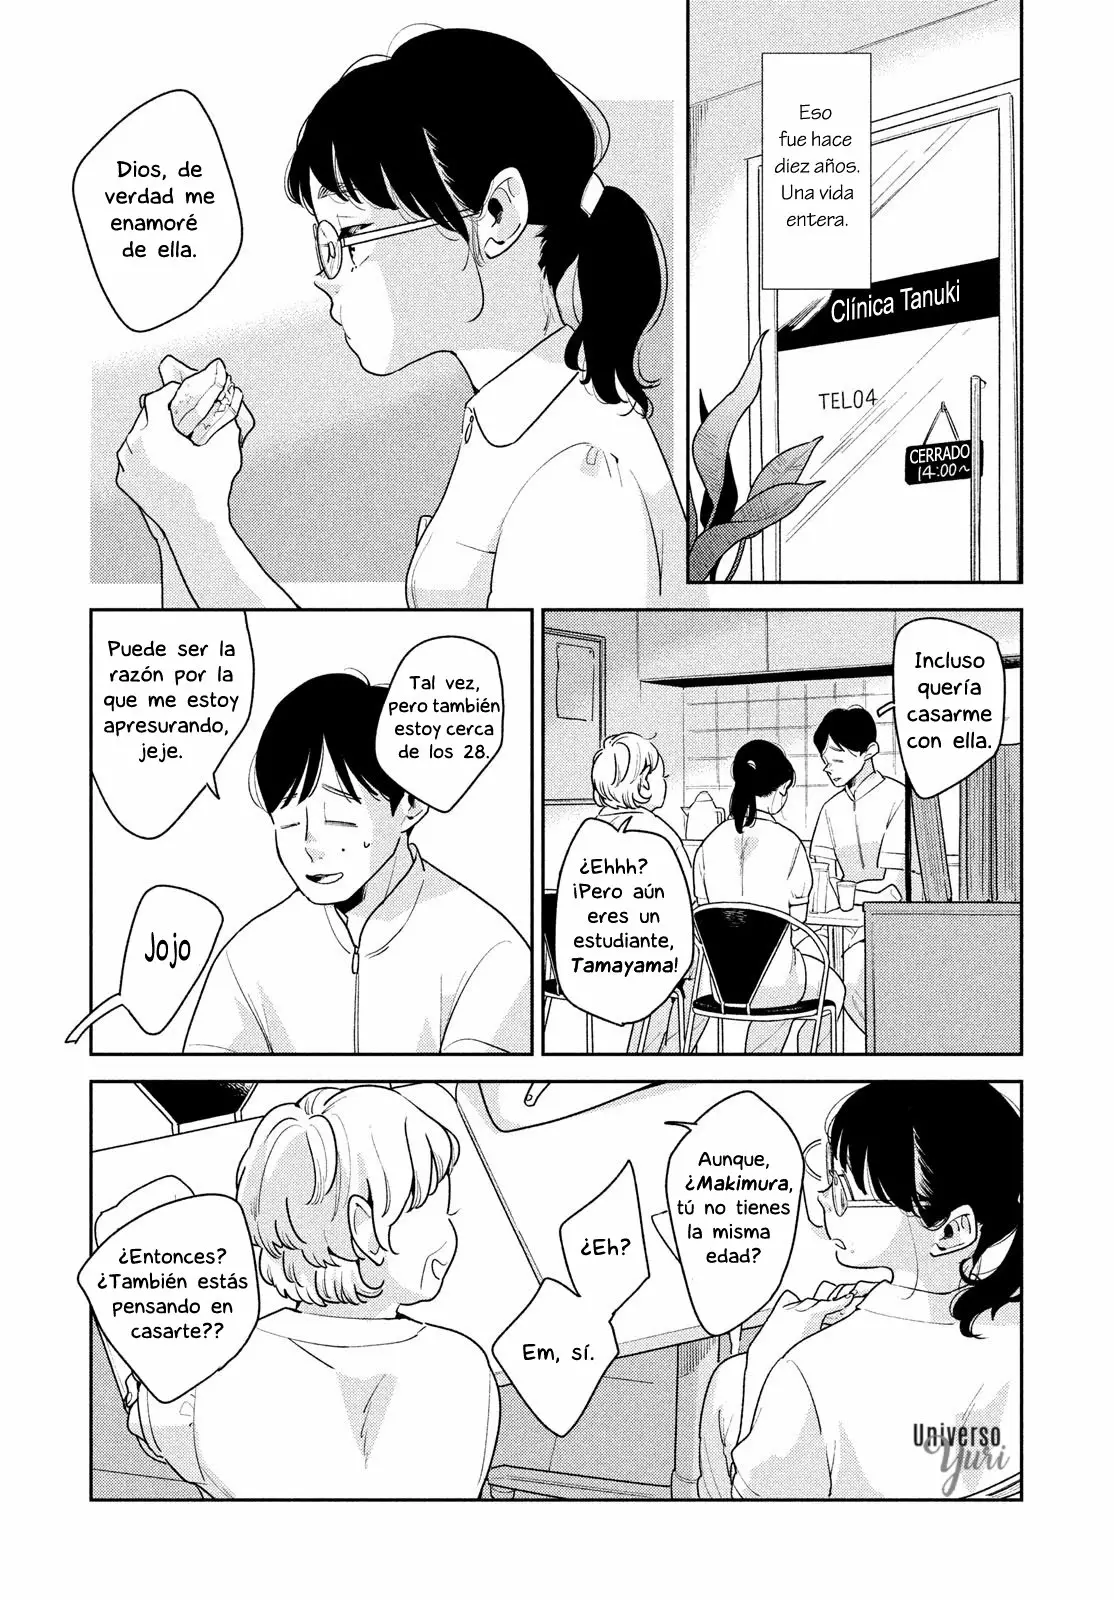 Eso
fue hace
diez años.
Una vida
entera.
Clínica Tanuki
TEL04
CERRADO
14:00~
Dios, de
verdad me
enamoré
de ella.
Incluso
quería
casarme
con ella.
¿Ehhh?
¡Pero aún
eres un
estudiante,
Tamayama!
Tal vez,
pero también
estoy cerca
de los 28.
Puede ser la
razón por la
que me estoy
apresurando,
jeje.
Jojo
Aunque,
¿Makimura,
tú no tienes
la misma
edad?
¿Eh?
Em, sí.
¿Entonces?
¿También estás
pensando en
casarte??
Universo
Yuri